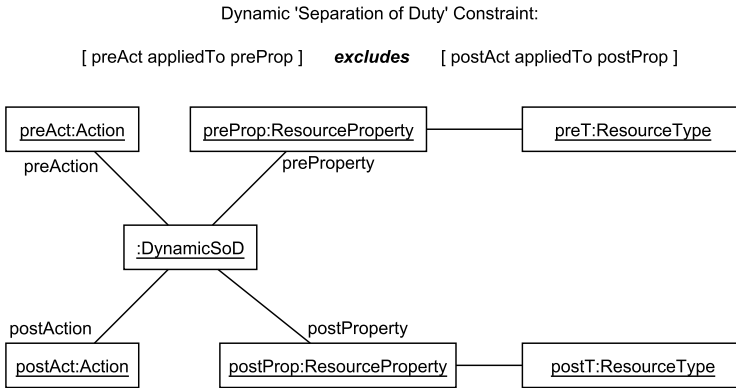 Dynamic 'Separation of Duty' Constraint:
[ preAct appliedTo preProp ] excludes [ postAct appliedTo postProp ]
preAct:Action preProp:ResourceProperty preT:ResourceType
preAction preProperty
:DynamicSoD
postAction postProperty
postAct:Action postProp:ResourceProperty postT:ResourceType